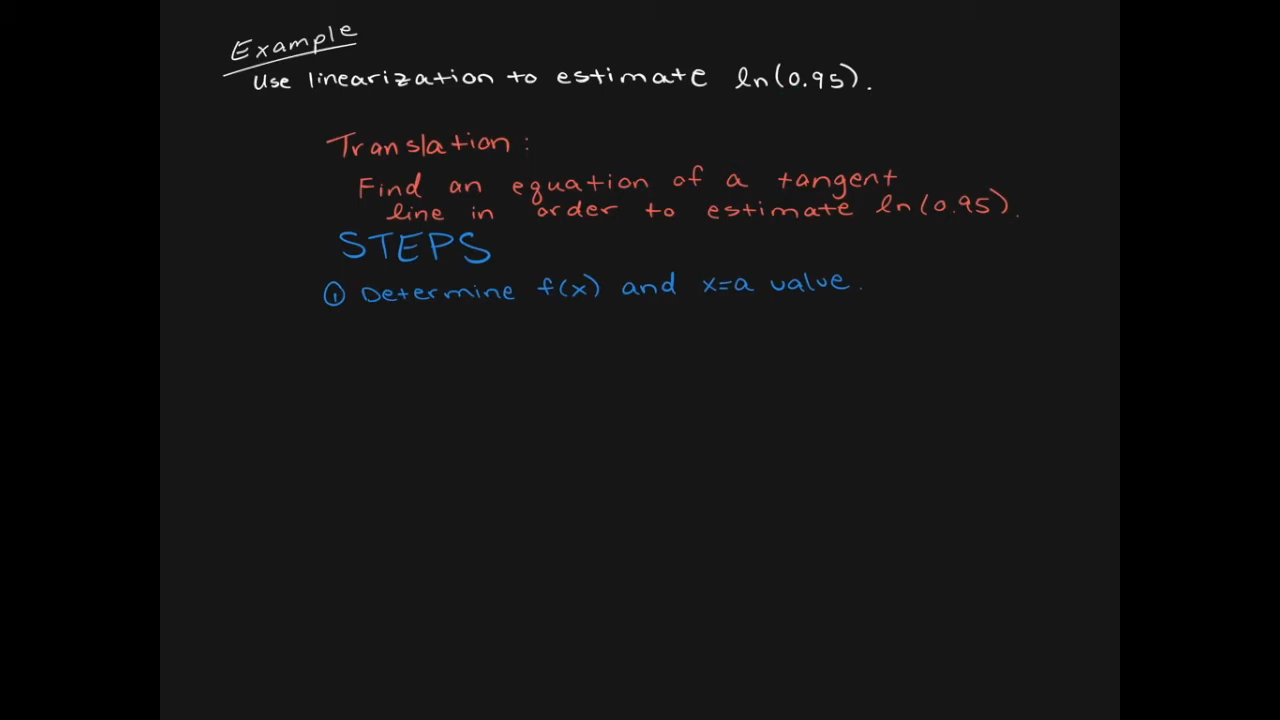 Example
Use linearization to estimate ln(0.95).
Translation:
Find an equation of a tangent
line in order to estimate ln(0.95).
STEPS
① Determine f(x) and x=a value.